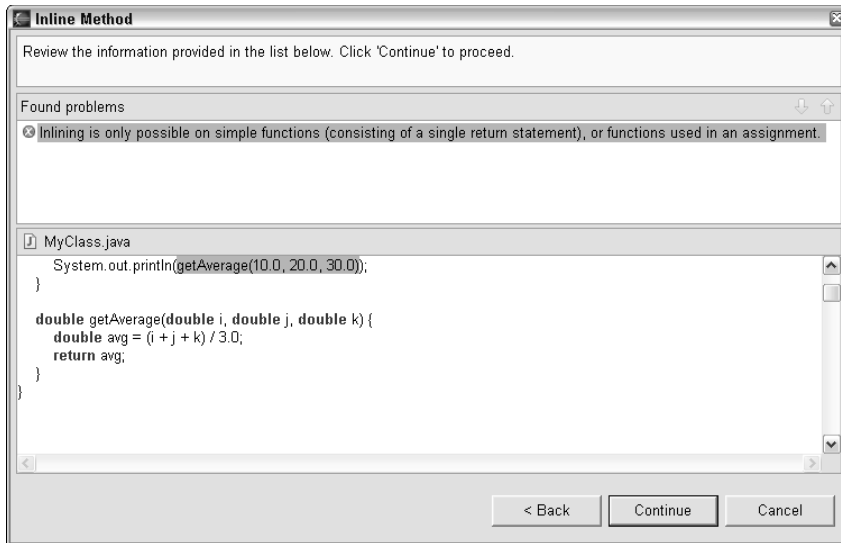 Inline Method
Review the information provided in the list below. Click 'Continue' to proceed.
Found problems
Inlining is only possible on simple functions (consisting of a single return statement), or functions used in an assignment.
J MyClass.java
System.out.println(getAverage(10.0, 20.0, 30.0));
}
double getAverage(double i, double j, double k) {
double avg = (i + j + k) / 3.0;
return avg;
}
}
< Back Continue Cancel